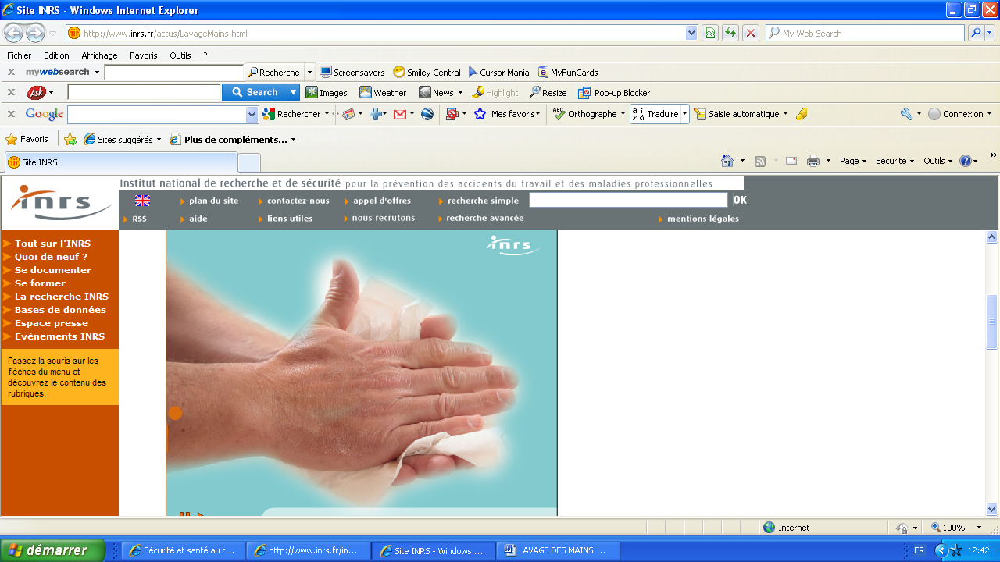 Site INRS - Windows Internet Explorer
http://www.inrs.fr/actus/LavageMains.html
My Web Search
Fichier Edition Affichage Favoris Outils ?
mywebsearch Recherche Screensavers Smiley Central Cursor Mania MyFunCards
Ask Search Images Weather News Highlight Resize Pop-up Blocker
Google Rechercher Mes favoris ABC Orthographe Traduire Saisie automatique Connexion
Favoris Sites suggérés Plus de compléments...
Site INRS Page Sécurité Outils
Institut national de recherche et de sécurité pour la prévention des accidents du travail et des maladies professionnelles
inrs
plan du site contactez-nous appel d'offres recherche simple OK
RSS aide liens utiles nous recrutons recherche avancée mentions légales
Tout sur l'INRS
Quoi de neuf ?
Se documenter
Se former
La recherche INRS
Bases de données
Espace presse
Evènements INRS
Passez la souris sur les
flèches du menu et
découvrez le contenu des
rubriques.
inrs
Internet 100%
démarrer Sécurité et santé au t... http://www.inrs.fr/in... Site INRS - Windows ... LAVAGE DES MAINS.... FR 12:42